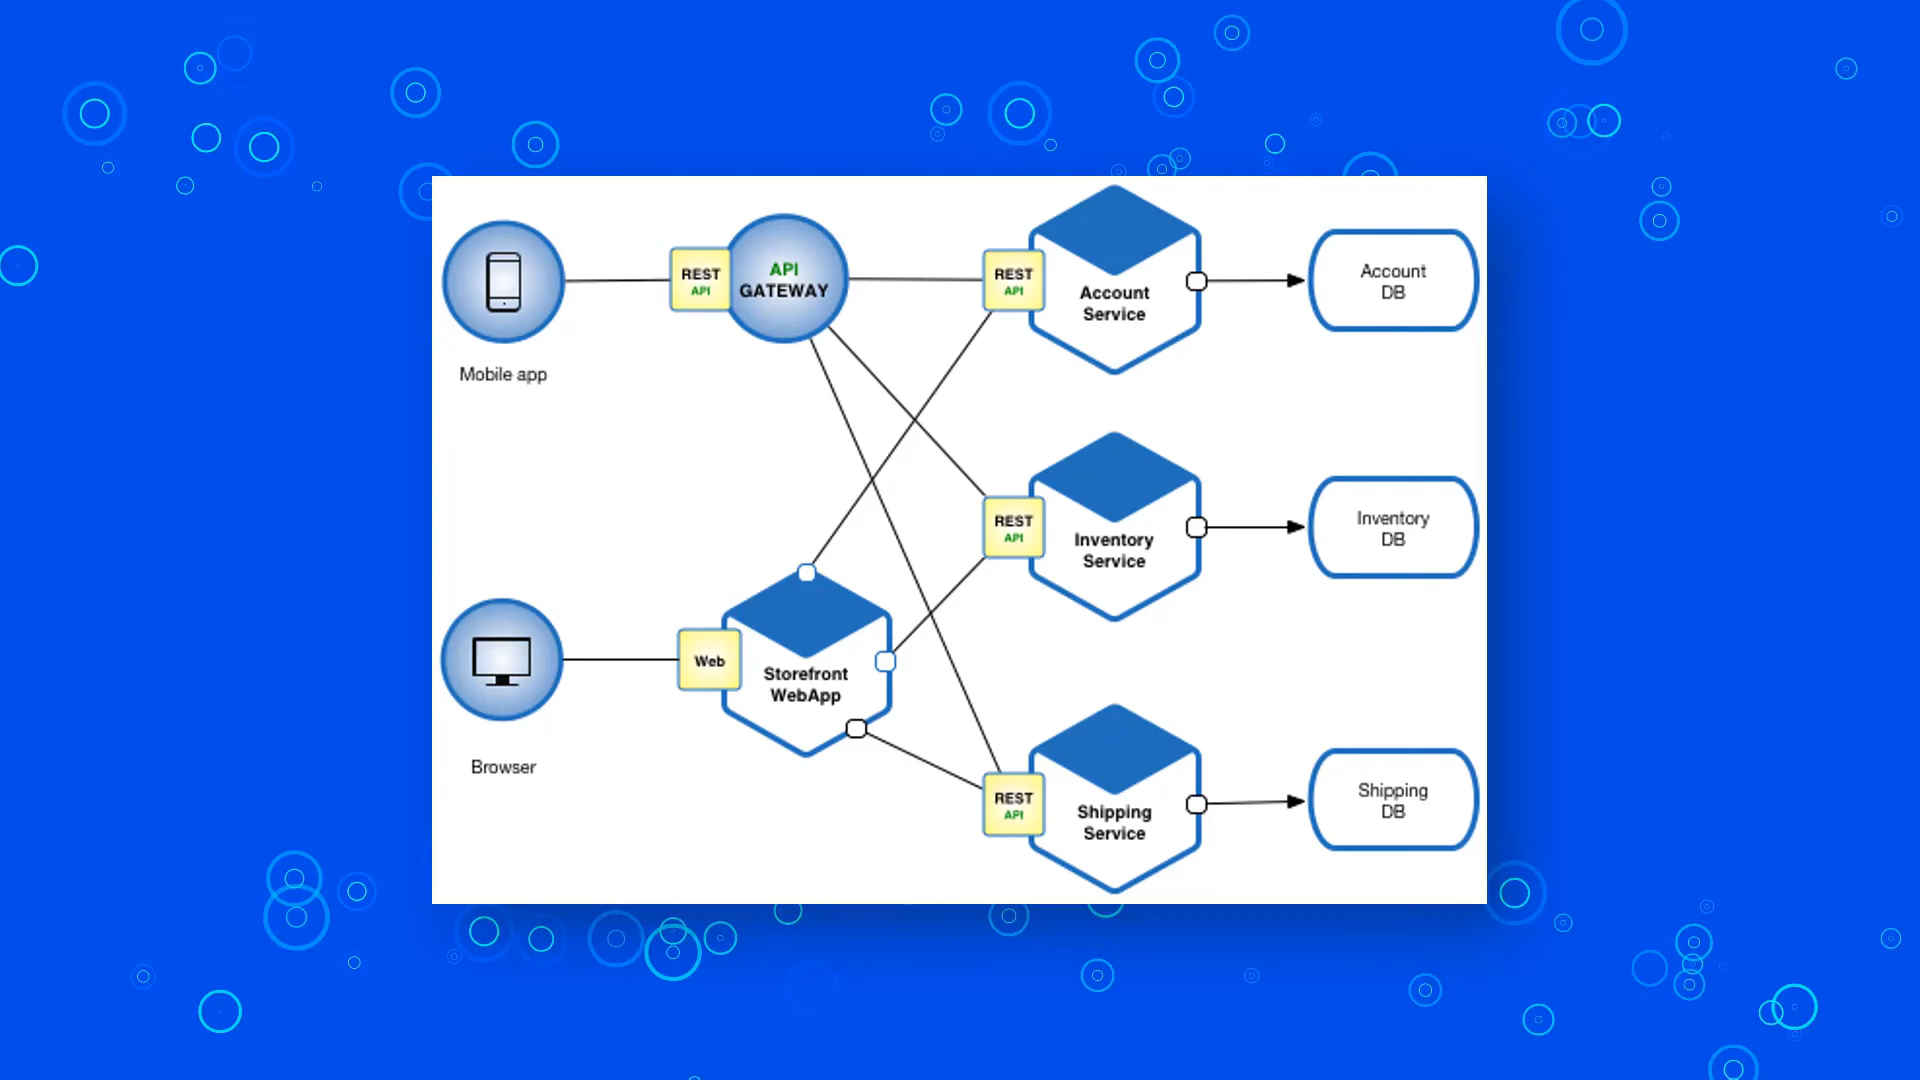 REST
API
API
GATEWAY
REST
API
Account
Service
Account
DB
Mobile app
REST
API
Inventory
Service
Inventory
DB
Web
Storefront
WebApp
Browser
REST
API
Shipping
Service
Shipping
DB